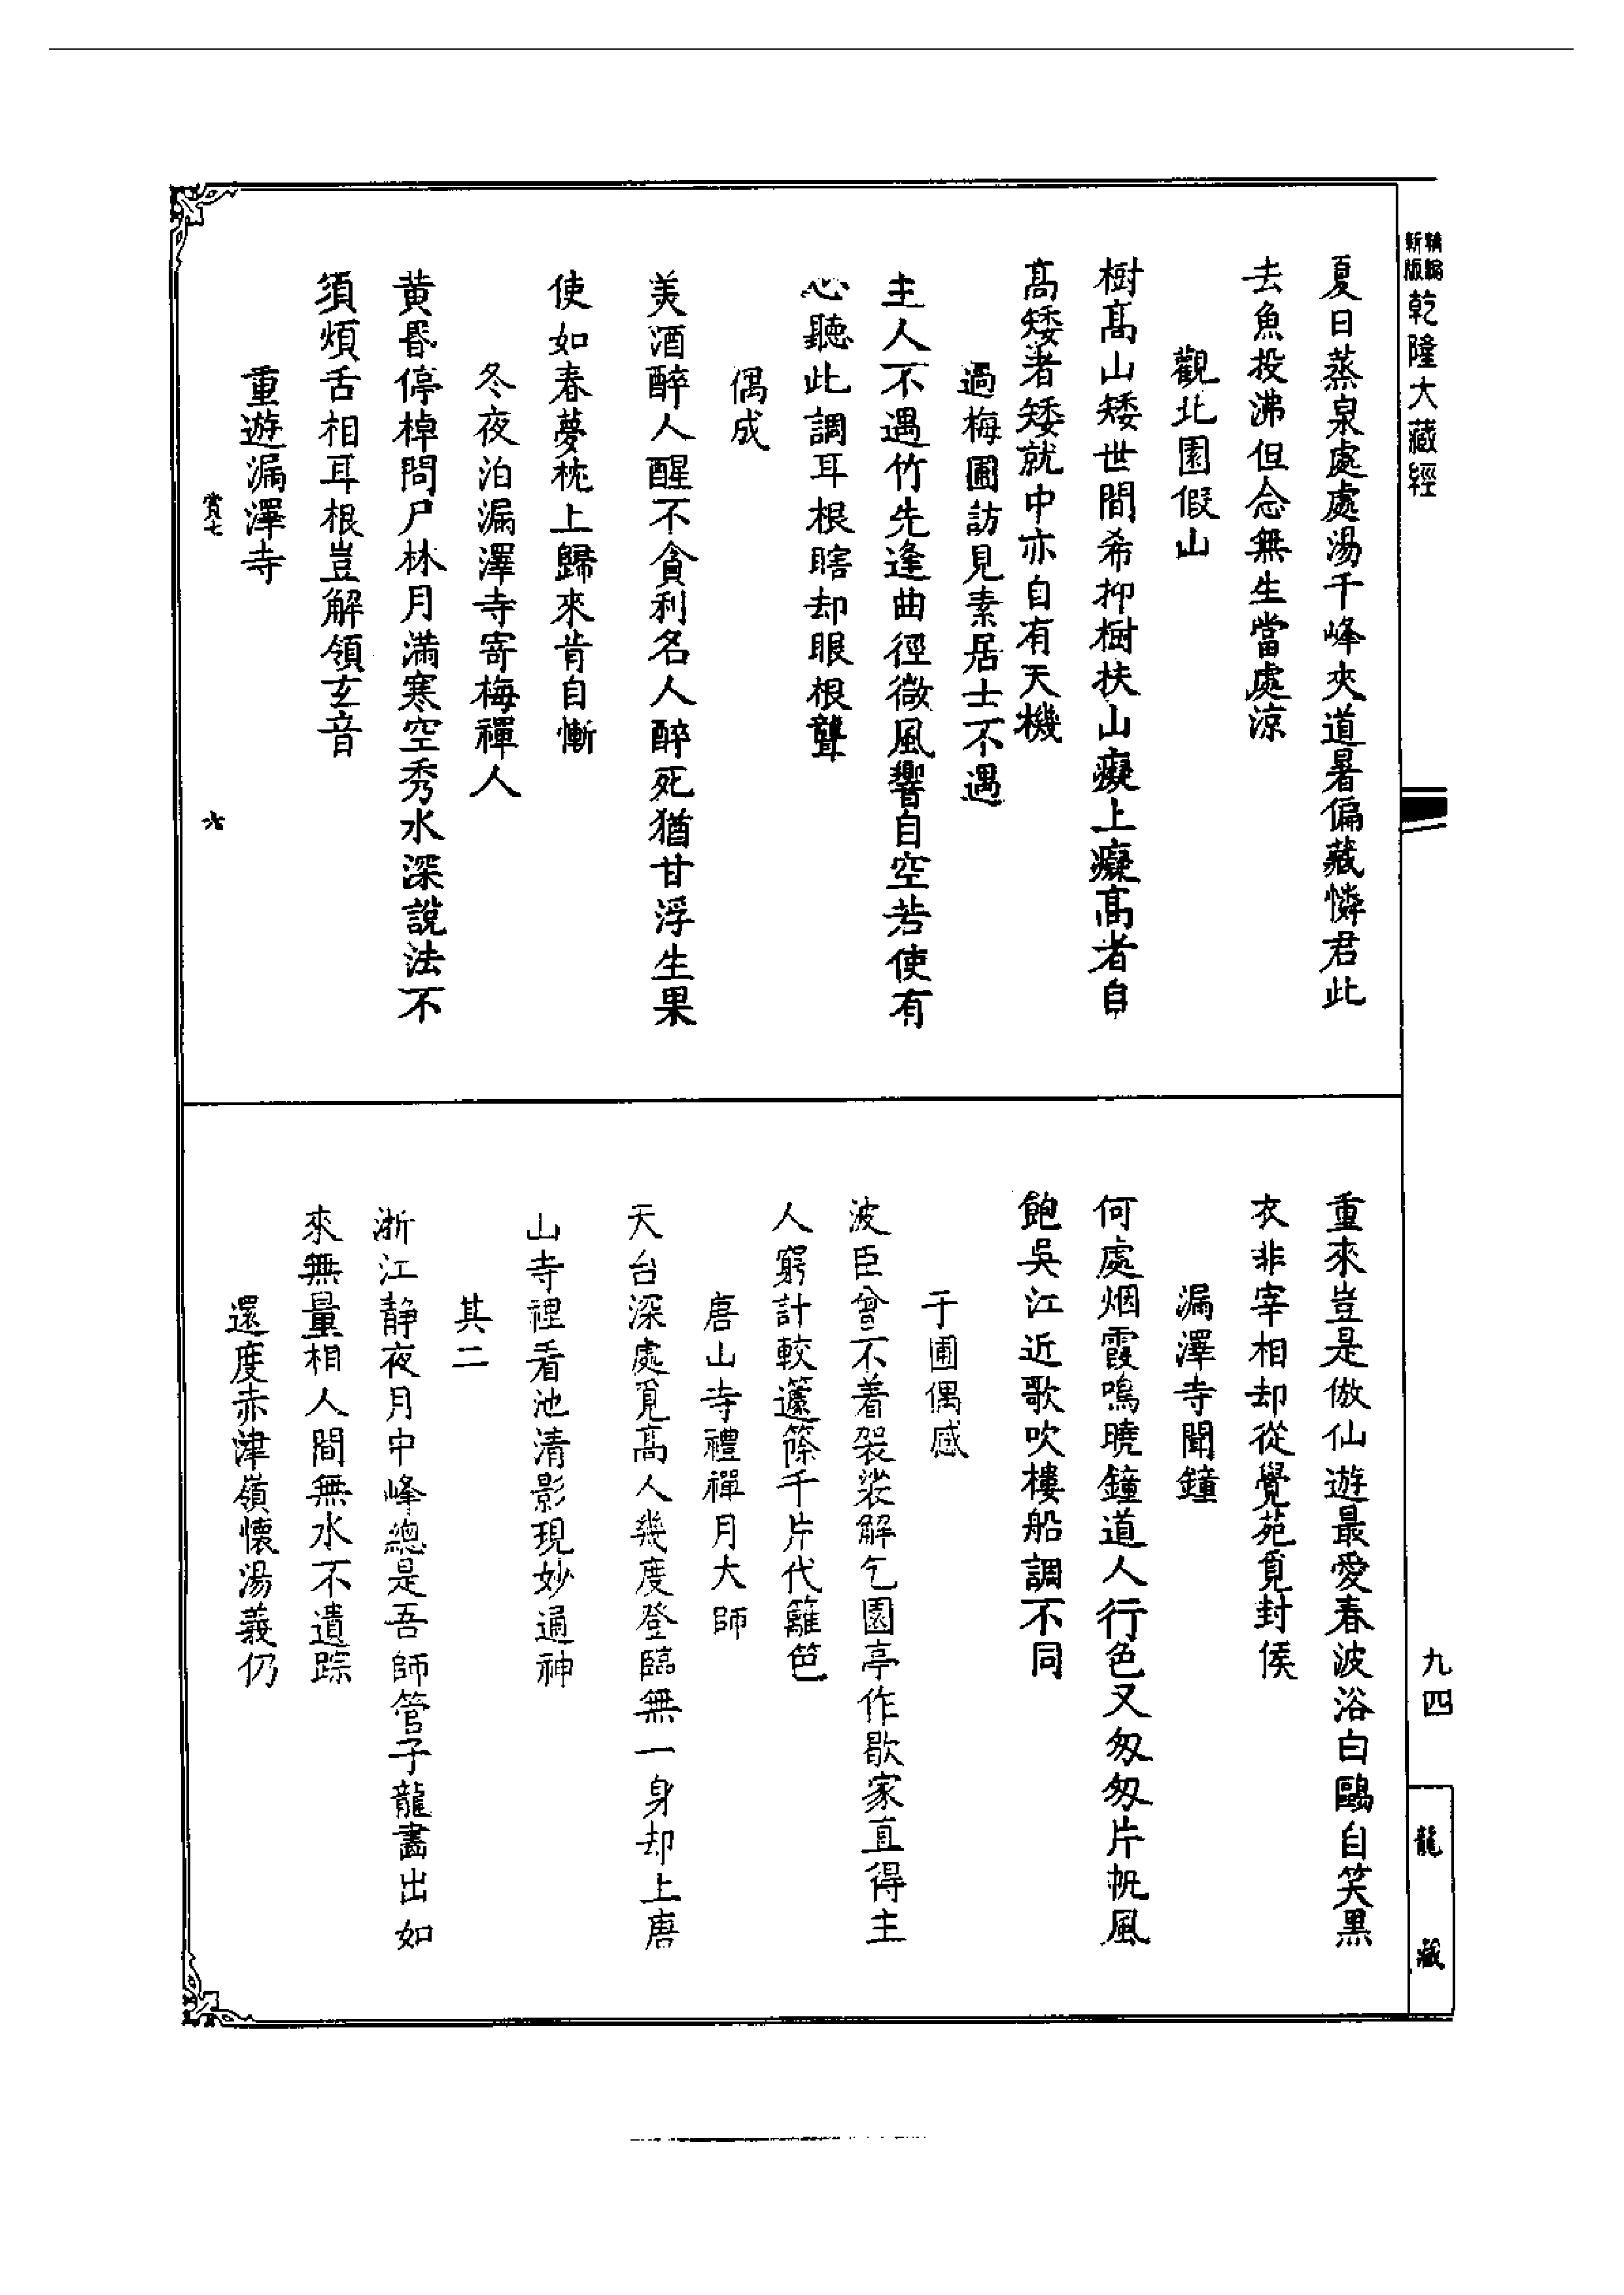 新版精編乾隆大藏經
夏日蒸泉處處湯千峰夾道暑偏藏憐君此
去魚投沸但念無生當處涼
觀北園假山
樹髙山矮世間希抑樹扶山癡上癡髙者自
髙矮者矮就中亦自有天機
過梅圃訪見素居士不遇
主人不遇竹先逢曲徑微風響自空若使有
心聽此調耳根瞎却眼根聾
偶成
美酒醉人醒不貪利名人醉死猶甘浮生果
使如春夢枕上歸來肯自慚
冬夜泊漏澤寺寄梅禪人
黄昬停棹問尸林月滿寒空秀水深說法不
須煩舌相耳根豈解領玄音
重遊漏澤寺
賞七
六
重來豈是倣仙遊最愛春波浴白鷗自笑黒
衣非宰相却從覺苑覓封侯
漏澤寺聞鐘
何處烟霞鳴曉鐘道人行色又匆匆片帆風
飽吳江近歌吹樓船調不同
于圃偶感
波臣曾不着袈裟解乞園亭作歇家直得主
人窮計較籧篨千片代籬笆
唐山寺禮禪月大師
天台深處覓髙人幾度登臨無一身却上唐
山寺裡看池清影現妙通神
其二
浙江静夜月中峰總是吾師管子龍畵出如
來無量相人間無水不遺踪
還度赤津嶺懷湯義仍
九四
龍藏